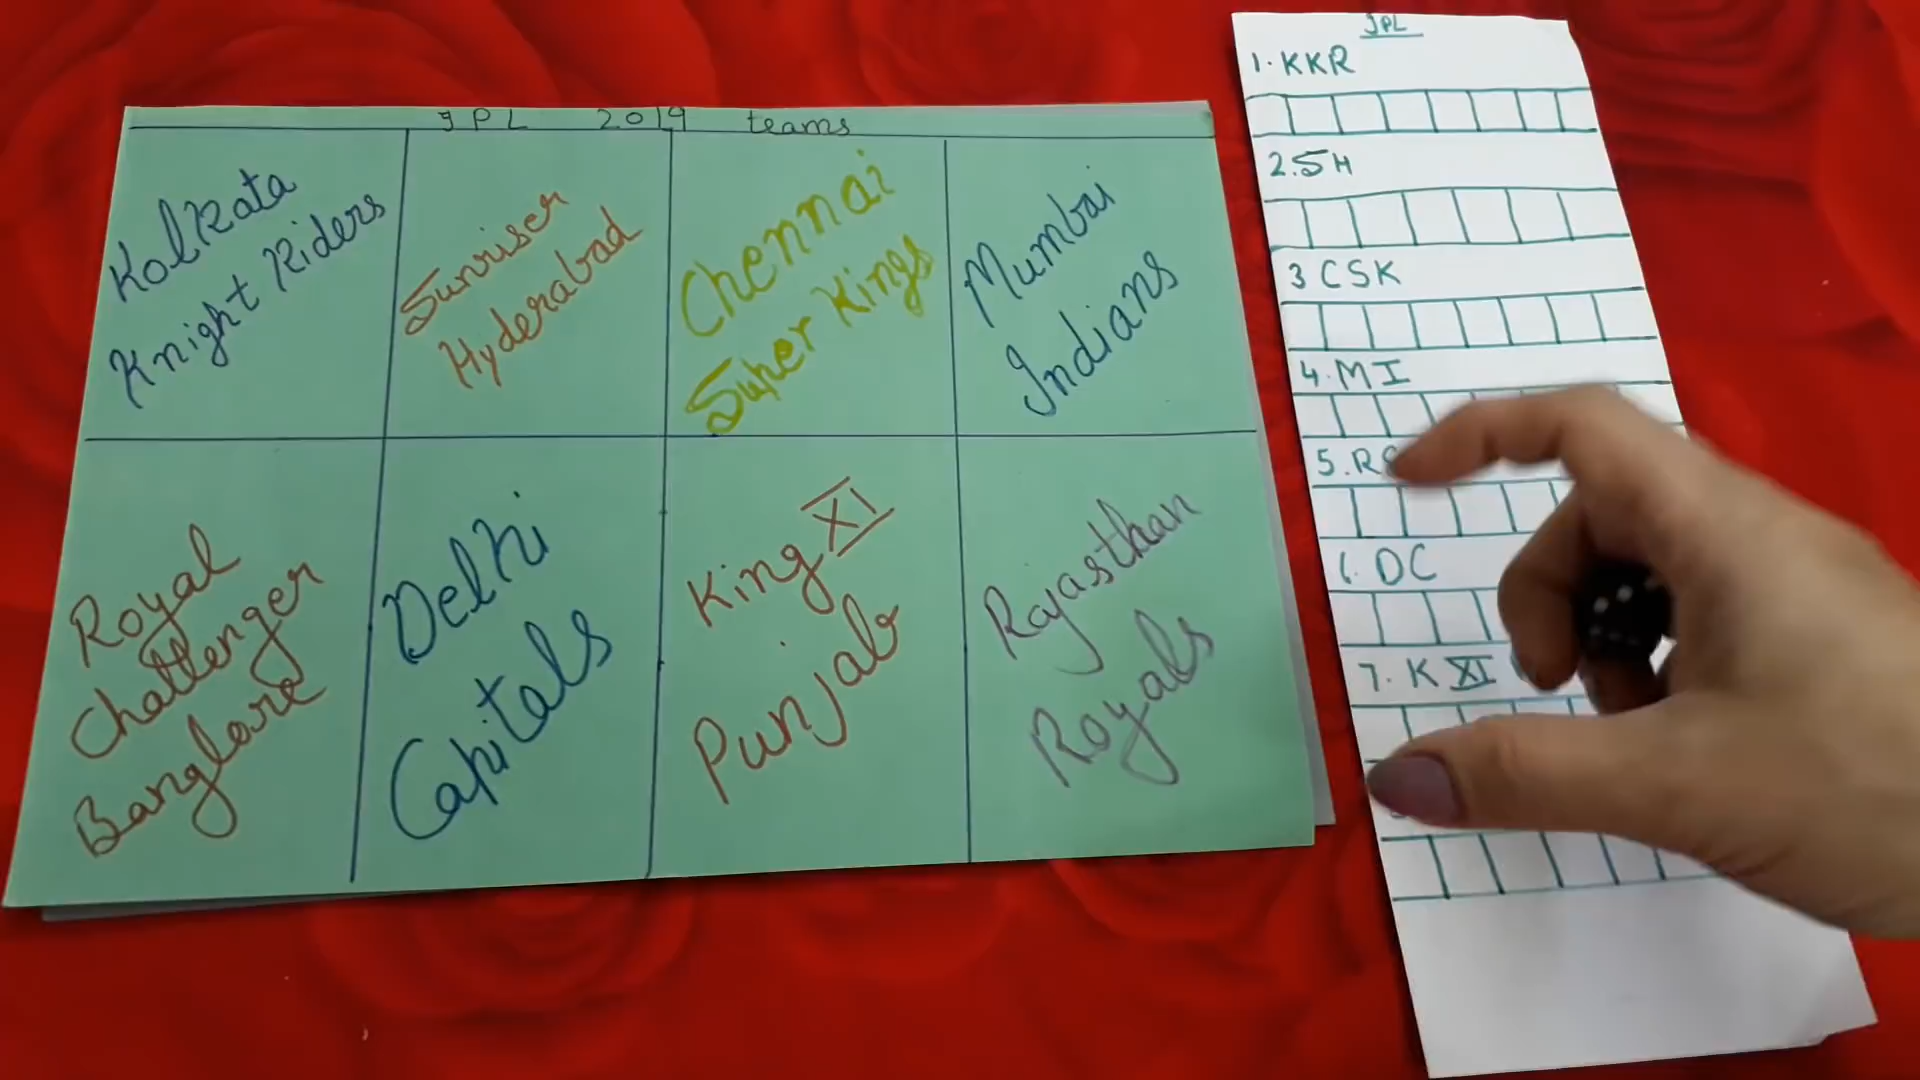 IPL 2019 teams
Kolkata
Knight Riders
Sunriser
Hyderabad
Chennai
Super Kings
Mumbai
Indians
Royal
Challenger
Banglore
Delhi
Capitals
King XI
Punjab
Rajasthan
Royals
IPL
1. KKR
2. SH
3 CSK
4. MI
5. R
6. DC
7. K XI